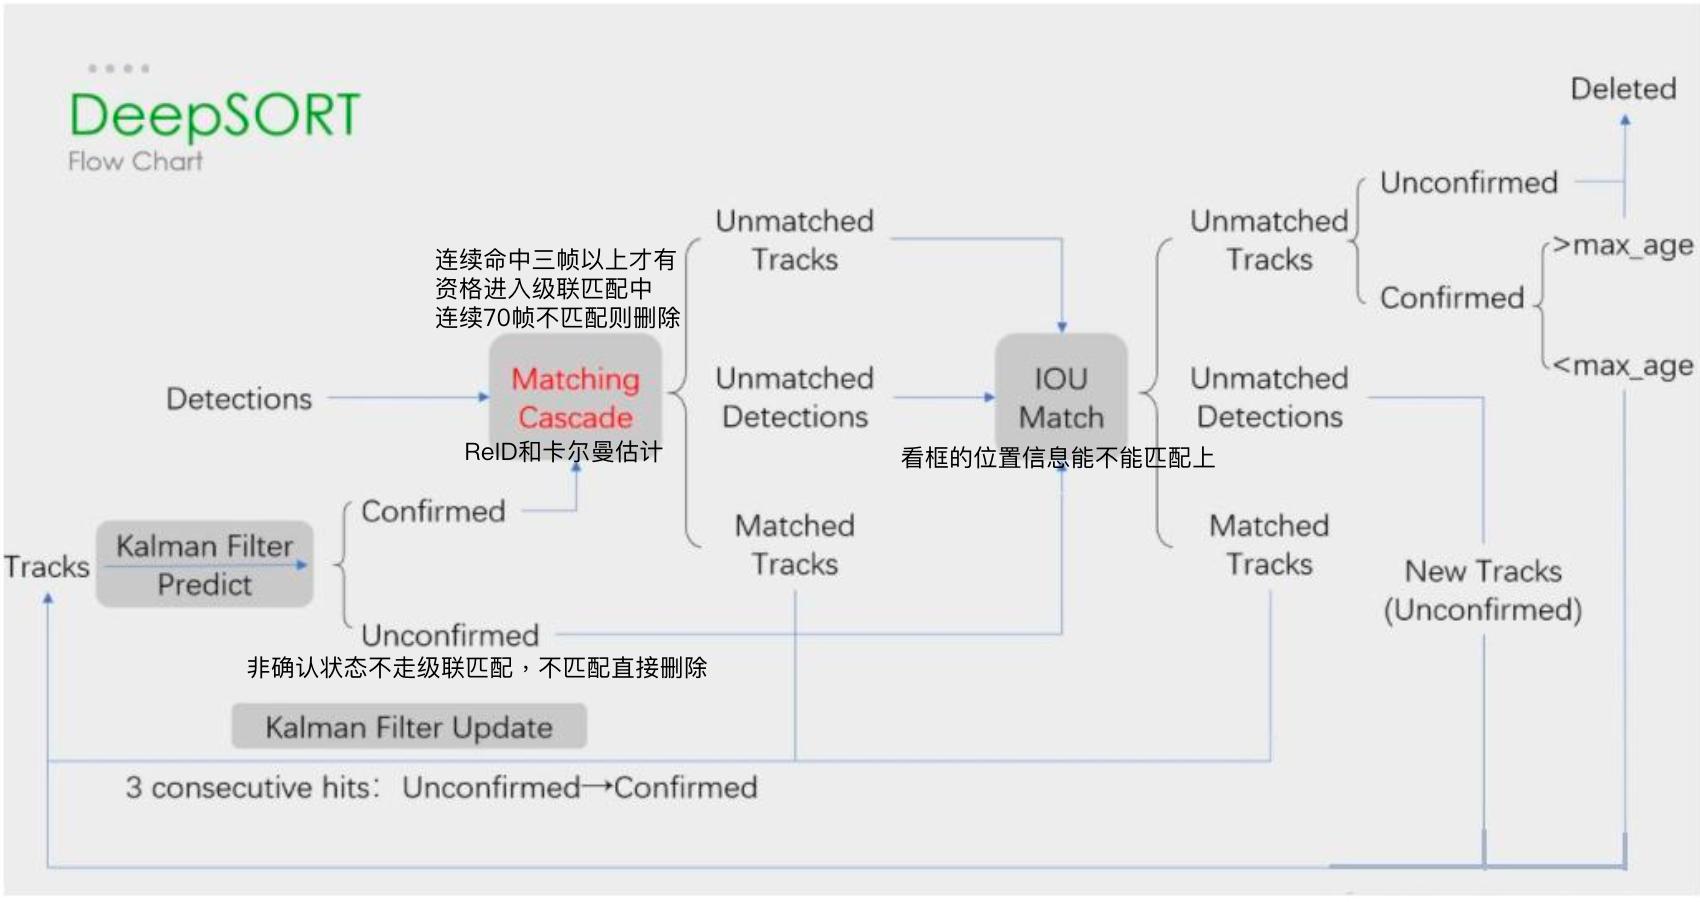 DeepSORT
Flow Chart
Deleted
Unconfirmed
Unmatched
Tracks
Unmatched
Tracks
>max_age
连续命中三帧以上才有
资格进入级联匹配中
连续70帧不匹配则删除
Confirmed
<max_age
Detections
Matching
Cascade
ReID和卡尔曼估计
Unmatched
Detections
IOU
Match
看框的位置信息能不能匹配上
Unmatched
Detections
Confirmed
Matched
Tracks
Matched
Tracks
Tracks
Kalman Filter
Predict
New Tracks
(Unconfirmed)
Unconfirmed
非确认状态不走级联匹配，不匹配直接删除
Kalman Filter Update
3 consecutive hits: Unconfirmed→Confirmed